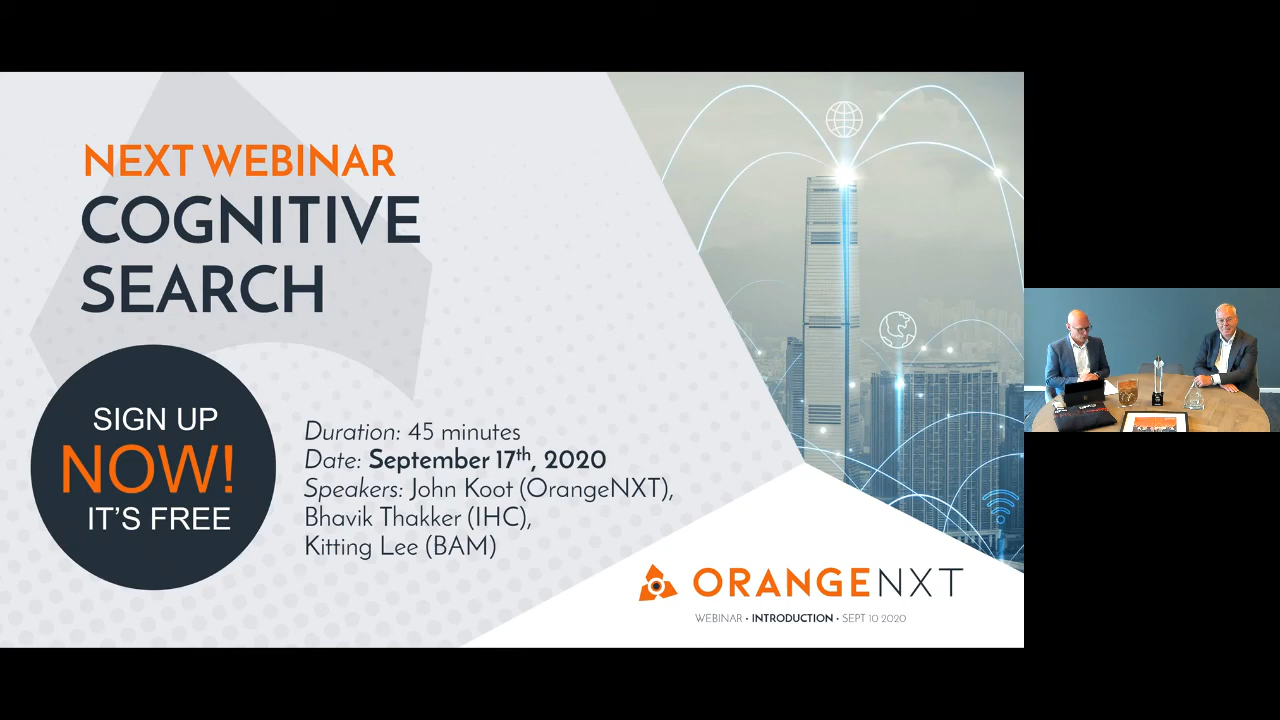 NEXT WEBINAR
COGNITIVE
SEARCH
SIGN UP
NOW!
IT'S FREE
Duration: 45 minutes
Date: September 17th, 2020
Speakers: John Koot (OrangeNXT),
Bhavik Thakker (IHC),
Kitting Lee (BAM)
ORANGENXT
WEBINAR • INTRODUCTION • SEPT 10 2020